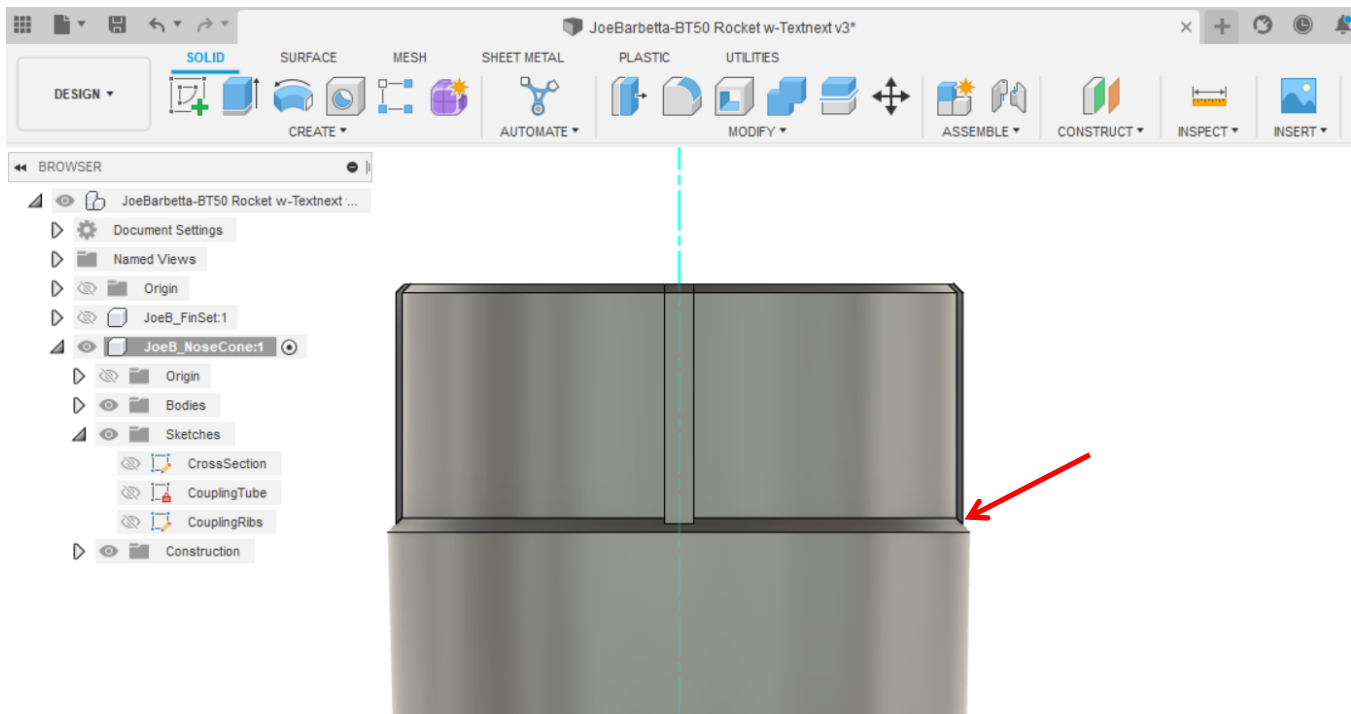 JoeBarbetta-BT50 Rocket w-Textnext v3*
SOLID SURFACE MESH SHEET METAL PLASTIC UTILITIES
DESIGN
CREATE AUTOMATE MODIFY ASSEMBLE CONSTRUCT INSPECT INSERT
BROWSER
JoeBarbetta-BT50 Rocket w-Textnext ...
Document Settings
Named Views
Origin
JoeB_FinSet:1
JoeB_NoseCone:1
Origin
Bodies
Sketches
CrossSection
CouplingTube
CouplingRibs
Construction